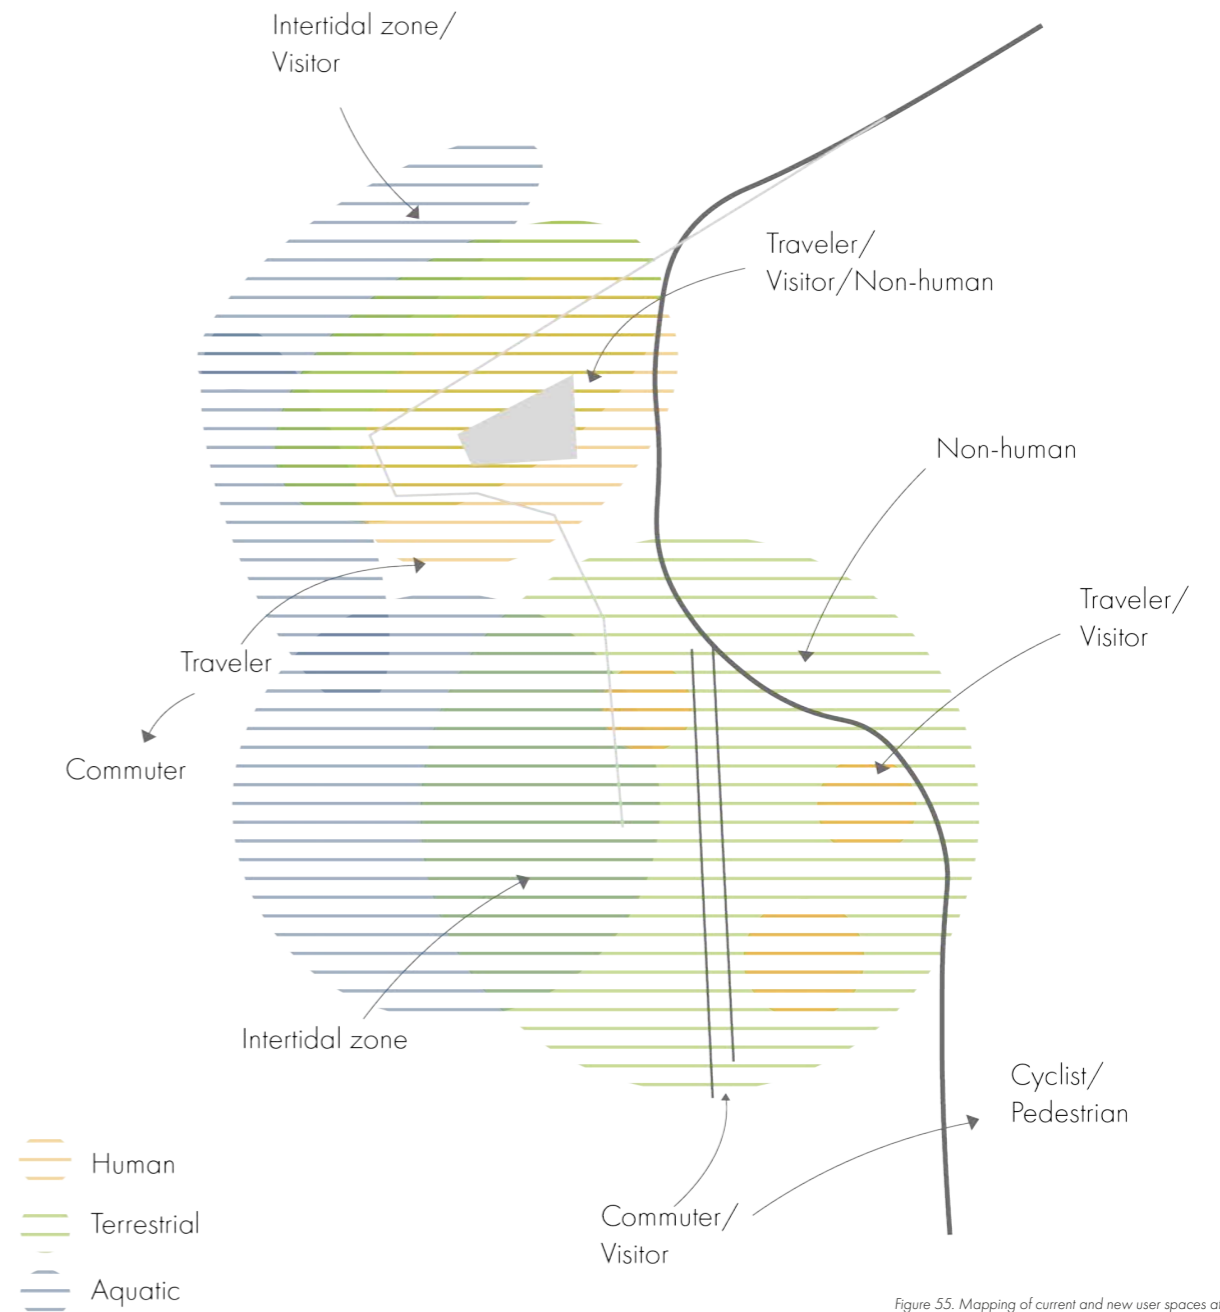 Intertidal zone/
Visitor
Traveler/
Visitor/Non-human
Non-human
Traveler/
Visitor
Traveler
Commuter
Intertidal zone
Cyclist/
Pedestrian
Commuter/
Visitor
Human
Terrestrial
Aquatic
Figure 55. Mapping of current and new user spaces a